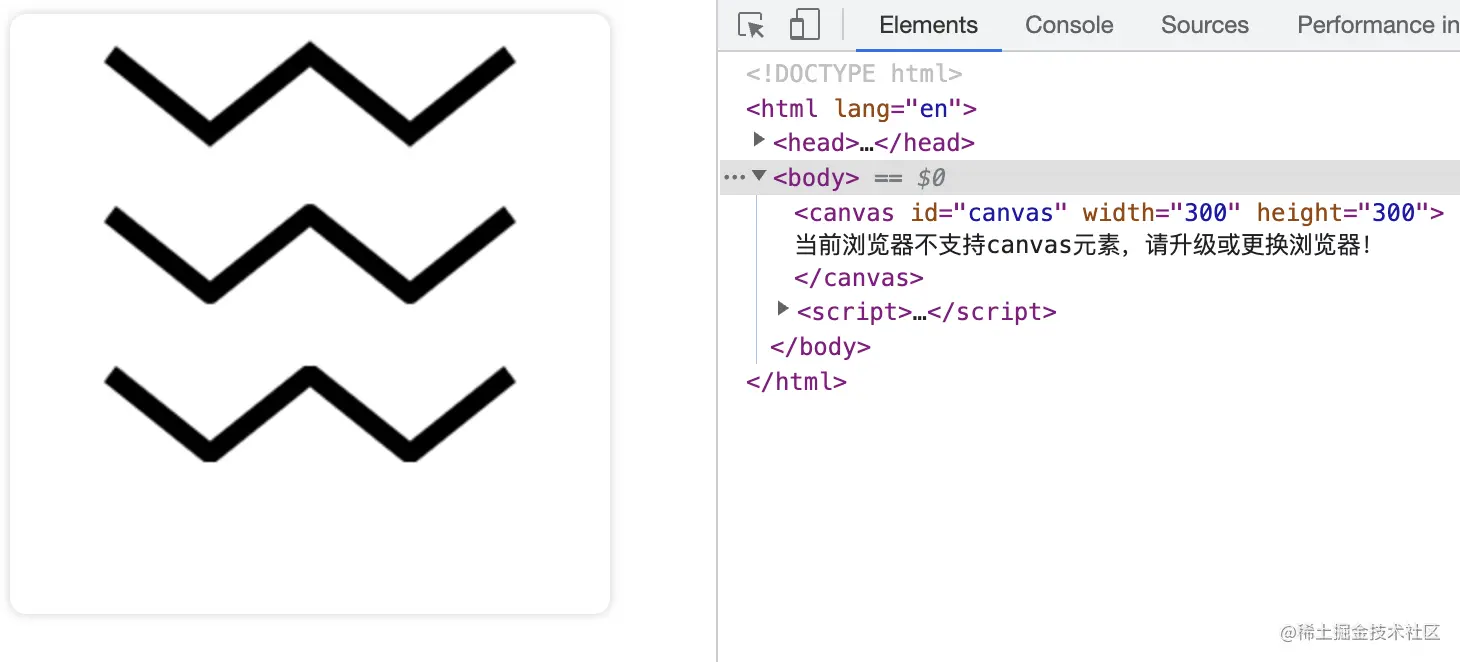 Elements Console Sources Performance in
<!DOCTYPE html>
<html lang="en">
<head>…</head>
<body> == $0
<canvas id="canvas" width="300" height="300">
当前浏览器不支持canvas元素，请升级或更换浏览器！
</canvas>
<script>…</script>
</body>
</html>
@稀土掘金技术社区